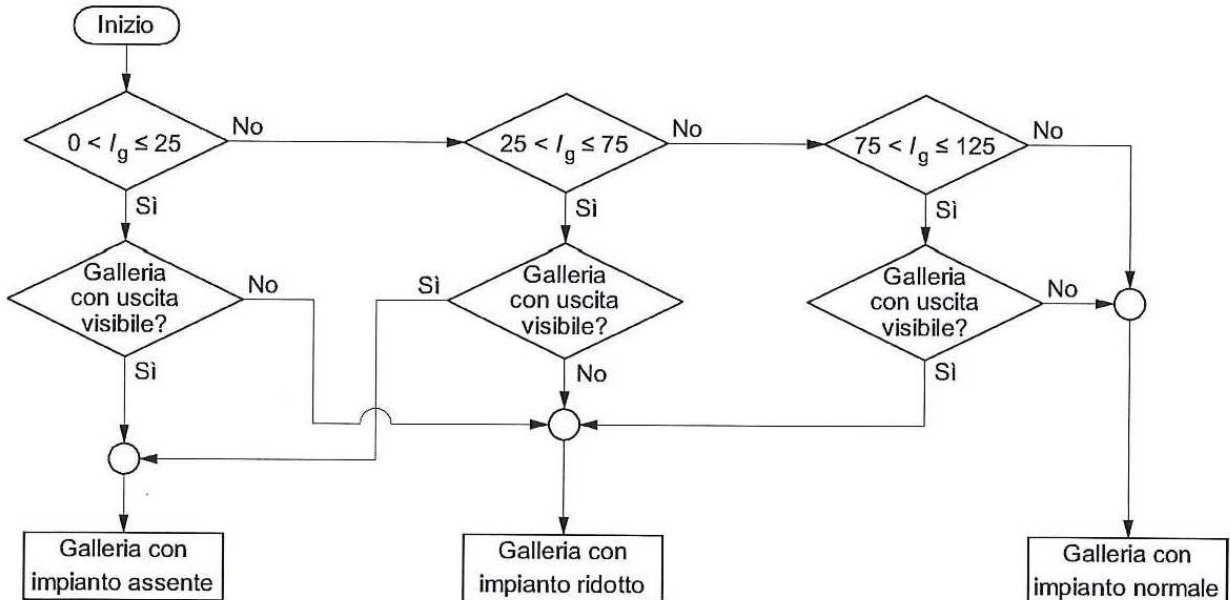 Inizio
0 < Ig ≤ 25
No
25 < Ig ≤ 75
No
75 < Ig ≤ 125
No
Sì
Sì
Sì
Galleria
con uscita
visibile?
No
Sì
Galleria
con uscita
visibile?
Galleria
con uscita
visibile?
No
Sì
No
Sì
Galleria con
impianto assente
Galleria con
impianto ridotto
Galleria con
impianto normale